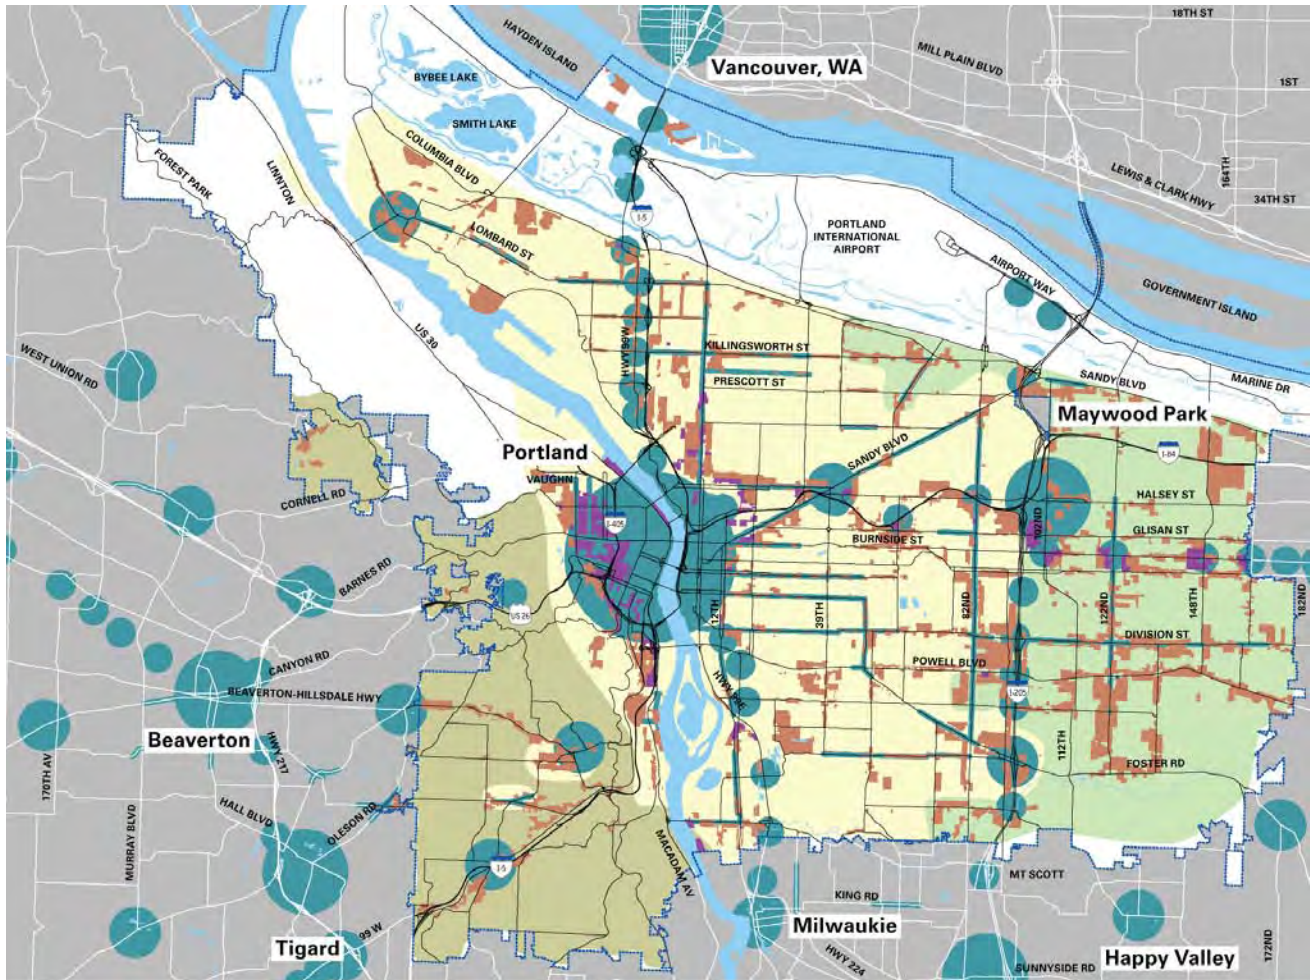 18TH ST
HAYDEN ISLAND
MILL PLAIN BLVD
Vancouver, WA
BYBEE LAKE
1ST
SMITH LAKE
COLUMBIA BLVD
FOREST PARK
LINNTON
LEWIS & CLARK HWY
164TH
34TH ST
I-5
PORTLAND
INTERNATIONAL
AIRPORT
LOMBARD ST
AIRPORT WAY
GOVERNMENT ISLAND
US 30
HWY 99W
KILLINGSWORTH ST
WEST UNION RD
PRESCOTT ST
SANDY BLVD
MARINE DR
Maywood Park
Portland
SANDY BLVD
I-84
VAUGHN
CORNELL RD
HALSEY ST
I-405
102ND
GLISAN ST
BURNSIDE ST
BARNES RD
US 26
12TH
39TH
82ND
122ND
148TH
182ND
DIVISION ST
CANYON RD
POWELL BLVD
BEAVERTON-HILLSDALE HWY
HWY 99E
I-205
Beaverton
HWY 217
112TH
FOSTER RD
170TH AV
MURRAY BLVD
HALL BLVD
OLESON RD
MACADAM AV
I-5
MT SCOTT
KING RD
Milwaukie
99 W
Tigard
HWY 224
SUNNYSIDE RD
Happy Valley
172ND